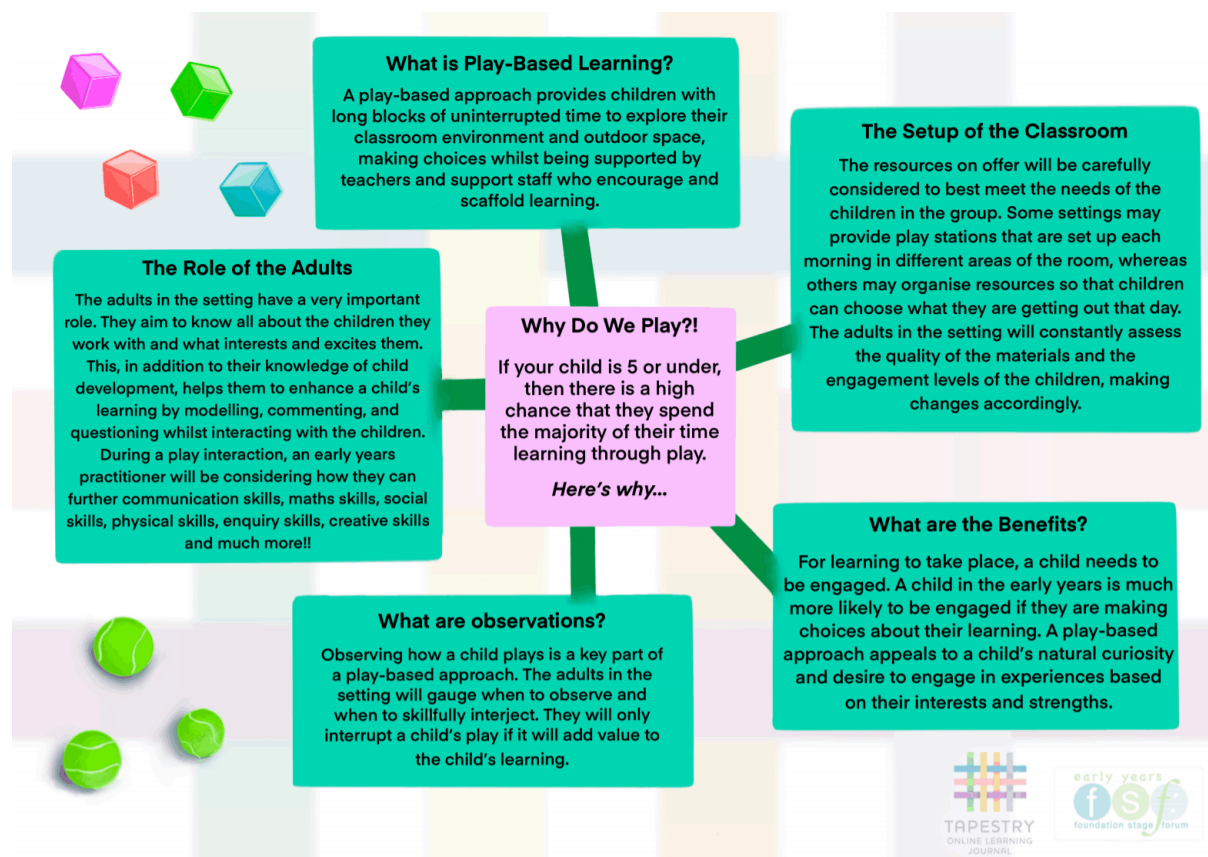 What is Play-Based Learning?
A play-based approach provides children with
long blocks of uninterrupted time to explore their
classroom environment and outdoor space,
making choices whilst being supported by
teachers and support staff who encourage and
scaffold learning.
The Setup of the Classroom
The resources on offer will be carefully
considered to best meet the needs of the
children in the group. Some settings may
provide play stations that are set up each
morning in different areas of the room, whereas
others may organise resources so that children
can choose what they are getting out that day.
The adults in the setting will constantly assess
the quality of the materials and the
engagement levels of the children, making
changes accordingly.
The Role of the Adults
The adults in the setting have a very important
role. They aim to know all about the children they
work with and what interests and excites them.
This, in addition to their knowledge of child
development, helps them to enhance a child's
learning by modelling, commenting, and
questioning whilst interacting with the children.
During a play interaction, an early years
practitioner will be considering how they can
further communication skills, maths skills, social
skills, physical skills, enquiry skills, creative skills
and much more!!
Why Do We Play?!
If your child is 5 or under,
then there is a high
chance that they spend
the majority of their time
learning through play.
Here's why...
What are the Benefits?
For learning to take place, a child needs to
be engaged. A child in the early years is much
more likely to be engaged if they are making
choices about their learning. A play-based
approach appeals to a child's natural curiosity
and desire to engage in experiences based
on their interests and strengths.
What are observations?
Observing how a child plays is a key part of
a play-based approach. The adults in the
setting will gauge when to observe and
when to skillfully interject. They will only
interrupt a child's play if it will add value to
the child's learning.
TAPESTRY
ONLINE LEARNING
JOURNAL
early years
fsf
foundation stage forum